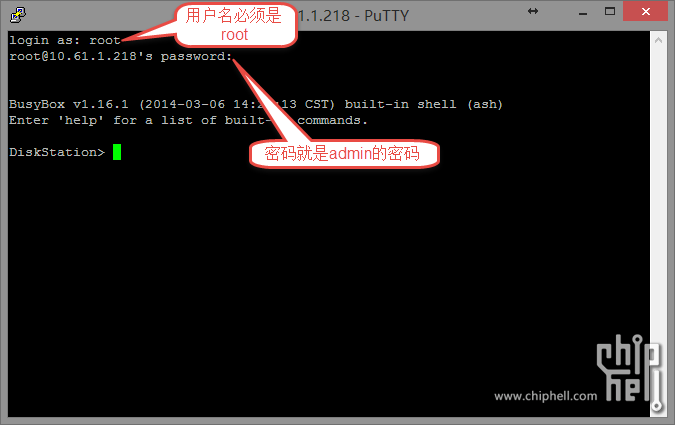 用户名必须是
root
1.1.218 - PuTTY
login as: root
root@10.61.1.218's password:
密码就是admin的密码
BusyBox v1.16.1 (2014-03-06 14:2 :13 CST) built-in shell (ash)
Enter 'help' for a list of built- commands.
DiskStation>
chip
hell
www.chiphell.com